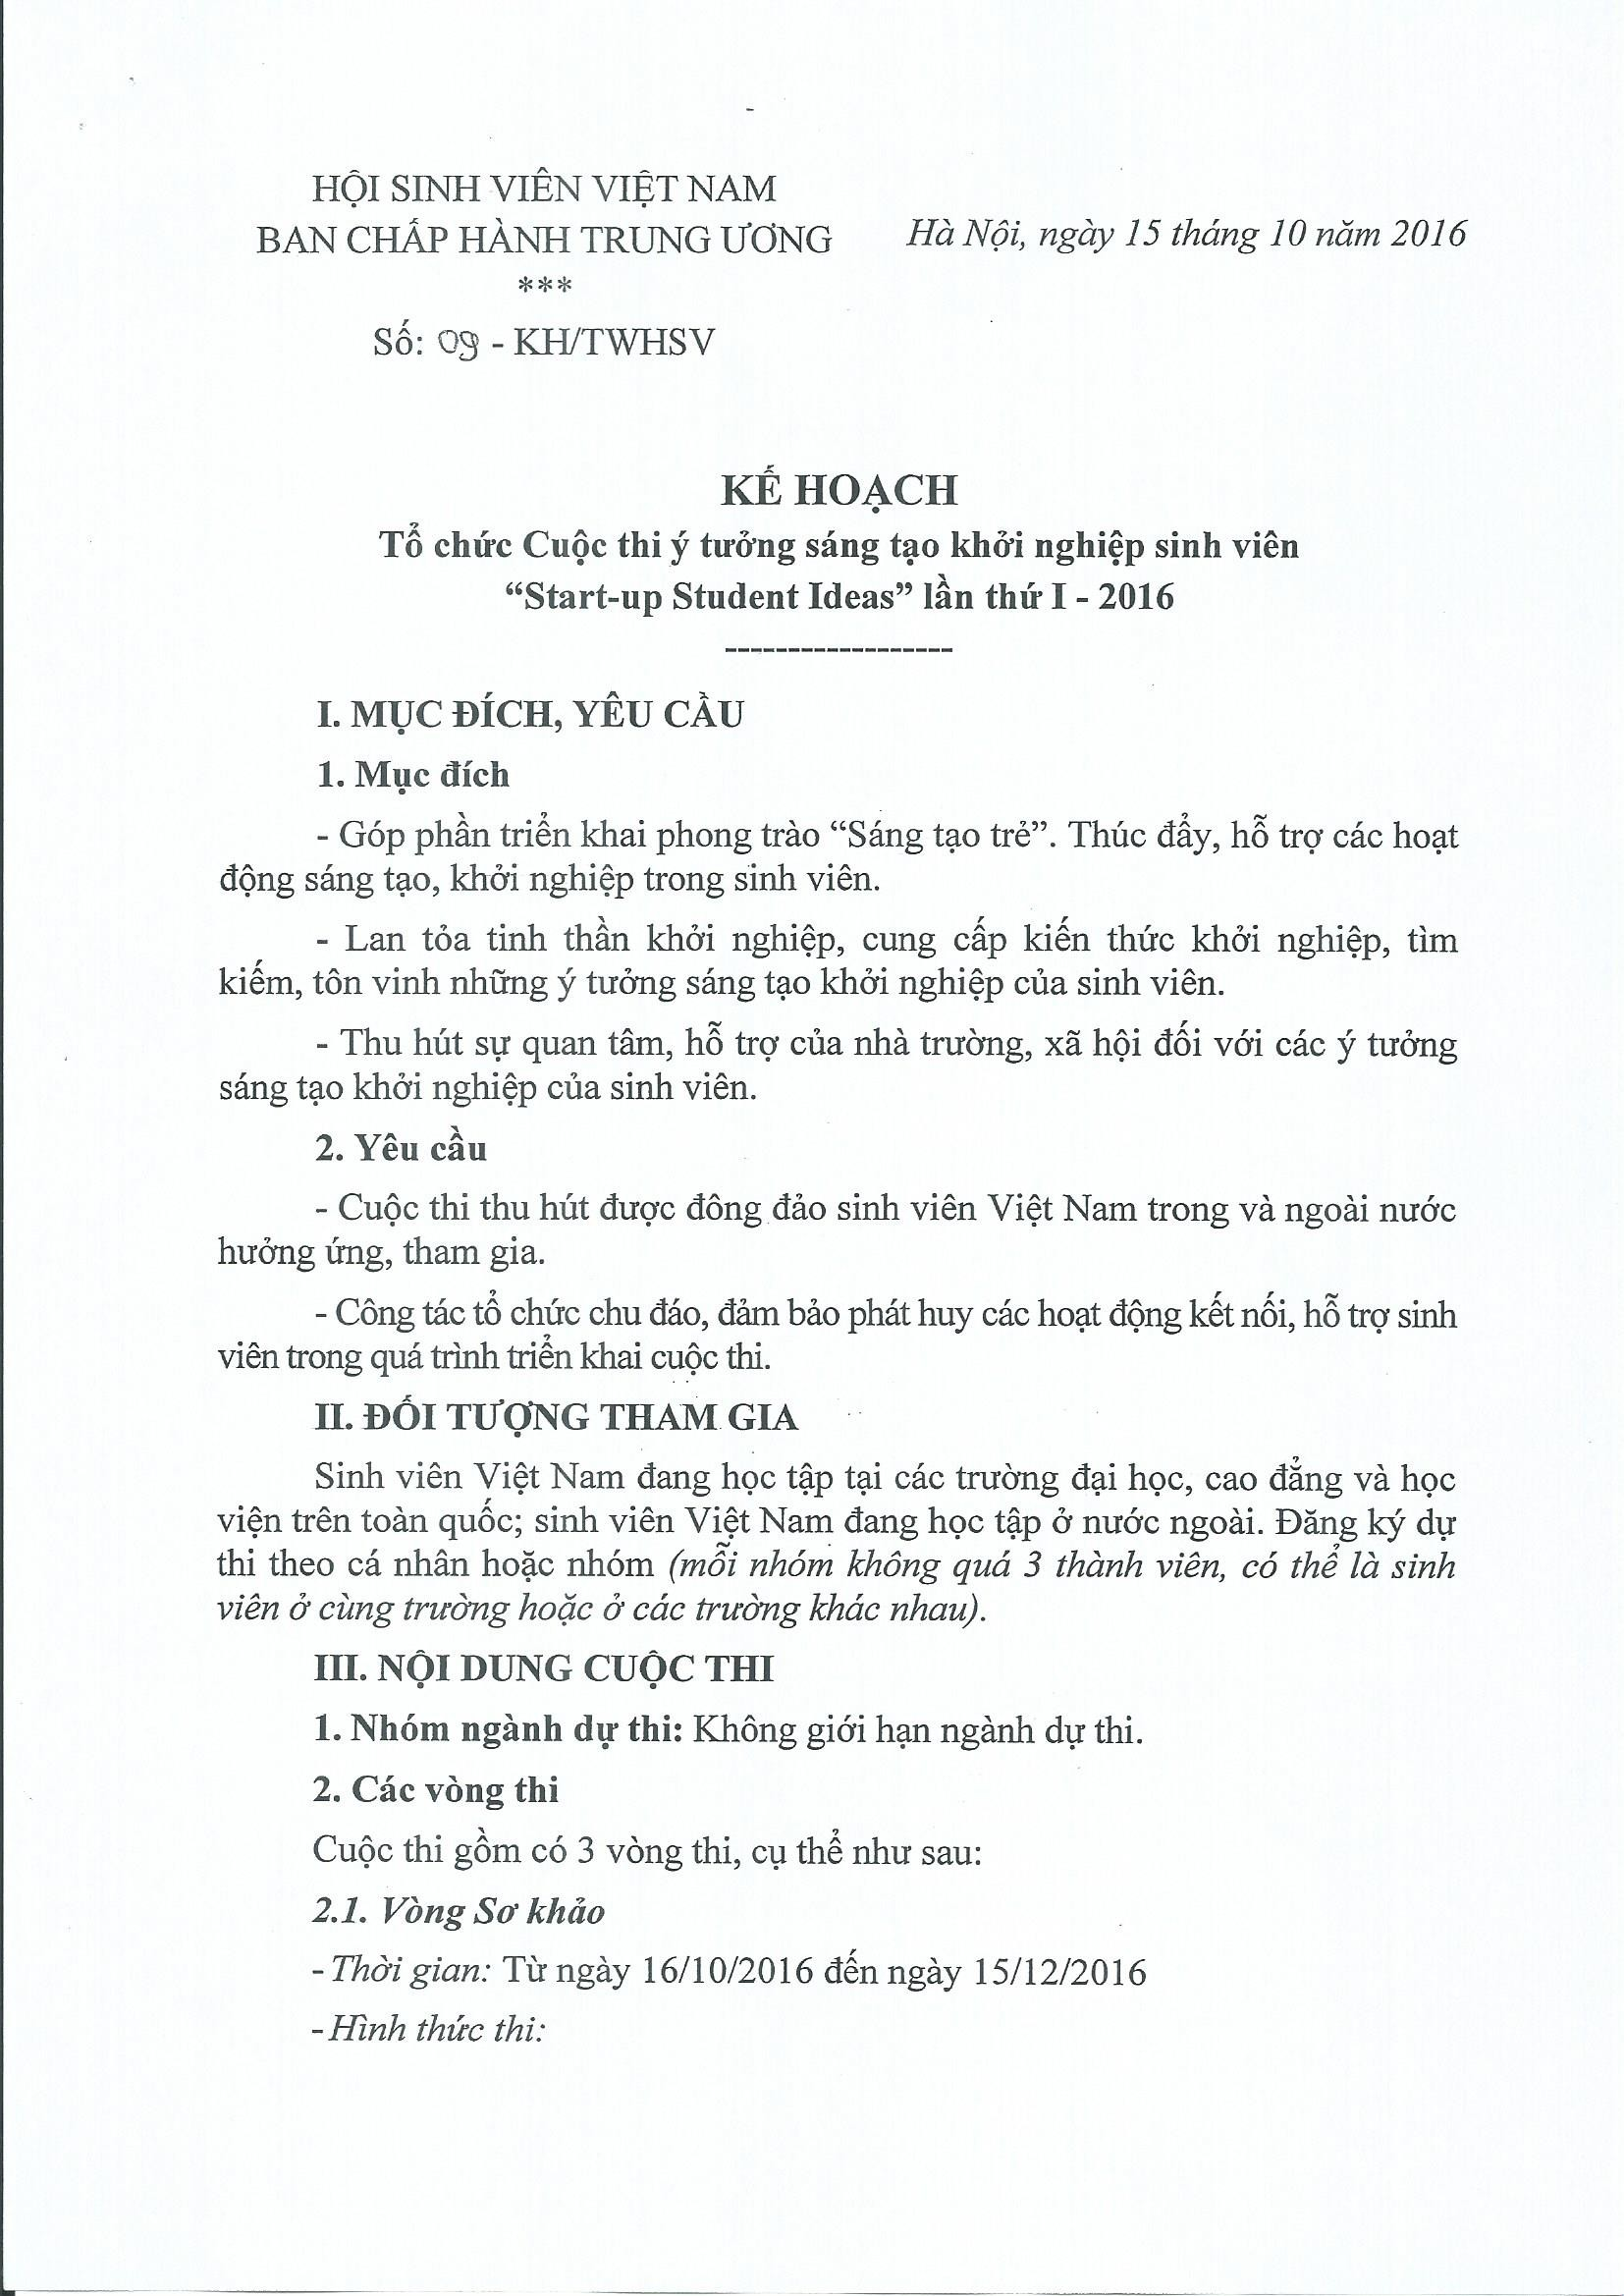 HỘI SINH VIÊN VIỆT NAM
BAN CHẤP HÀNH TRUNG ƯƠNG
***
Số: 09 - KH/TWHSV
Hà Nội, ngày 15 tháng 10 năm 2016
KẾ HOẠCH
Tổ chức Cuộc thi ý tưởng sáng tạo khởi nghiệp sinh viên
“Start-up Student Ideas” lần thứ I - 2016
------------------
I. MỤC ĐÍCH, YÊU CẦU
1. Mục đích
- Góp phần triển khai phong trào “Sáng tạo trẻ”. Thúc đẩy, hỗ trợ các hoạt
động sáng tạo, khởi nghiệp trong sinh viên.
- Lan tỏa tinh thần khởi nghiệp, cung cấp kiến thức khởi nghiệp, tìm
kiếm, tôn vinh những ý tưởng sáng tạo khởi nghiệp của sinh viên.
- Thu hút sự quan tâm, hỗ trợ của nhà trường, xã hội đối với các ý tưởng
sáng tạo khởi nghiệp của sinh viên.
2. Yêu cầu
- Cuộc thi thu hút được đông đảo sinh viên Việt Nam trong và ngoài nước
hưởng ứng, tham gia.
- Công tác tổ chức chu đáo, đảm bảo phát huy các hoạt động kết nối, hỗ trợ sinh
viên trong quá trình triển khai cuộc thi.
II. ĐỐI TƯỢNG THAM GIA
Sinh viên Việt Nam đang học tập tại các trường đại học, cao đẳng và học
viện trên toàn quốc; sinh viên Việt Nam đang học tập ở nước ngoài. Đăng ký dự
thi theo cá nhân hoặc nhóm (mỗi nhóm không quá 3 thành viên, có thể là sinh
viên ở cùng trường hoặc ở các trường khác nhau).
III. NỘI DUNG CUỘC THI
1. Nhóm ngành dự thi: Không giới hạn ngành dự thi.
2. Các vòng thi
Cuộc thi gồm có 3 vòng thi, cụ thể như sau:
2.1. Vòng Sơ khảo
- Thời gian: Từ ngày 16/10/2016 đến ngày 15/12/2016
- Hình thức thi: